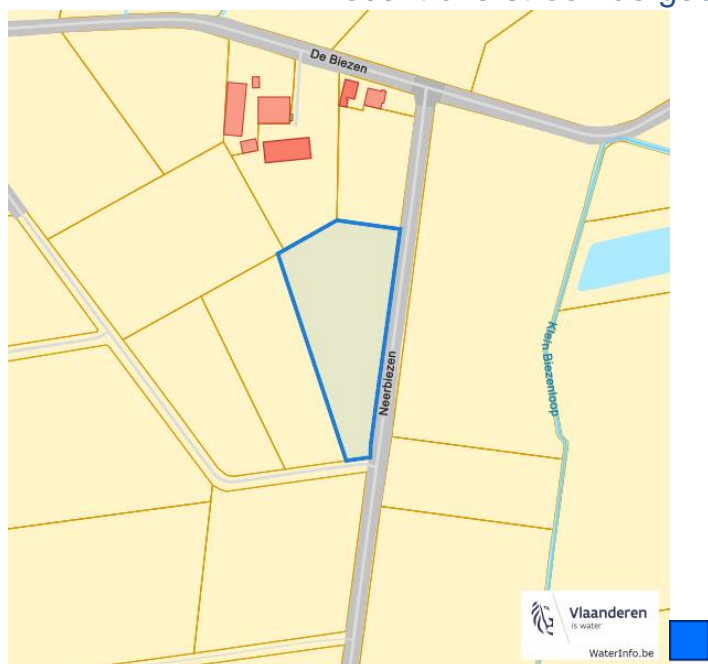 De Biezen
Neerbiezen
Klein Biezenloop
Vlaanderen
is water
WaterInfo.be